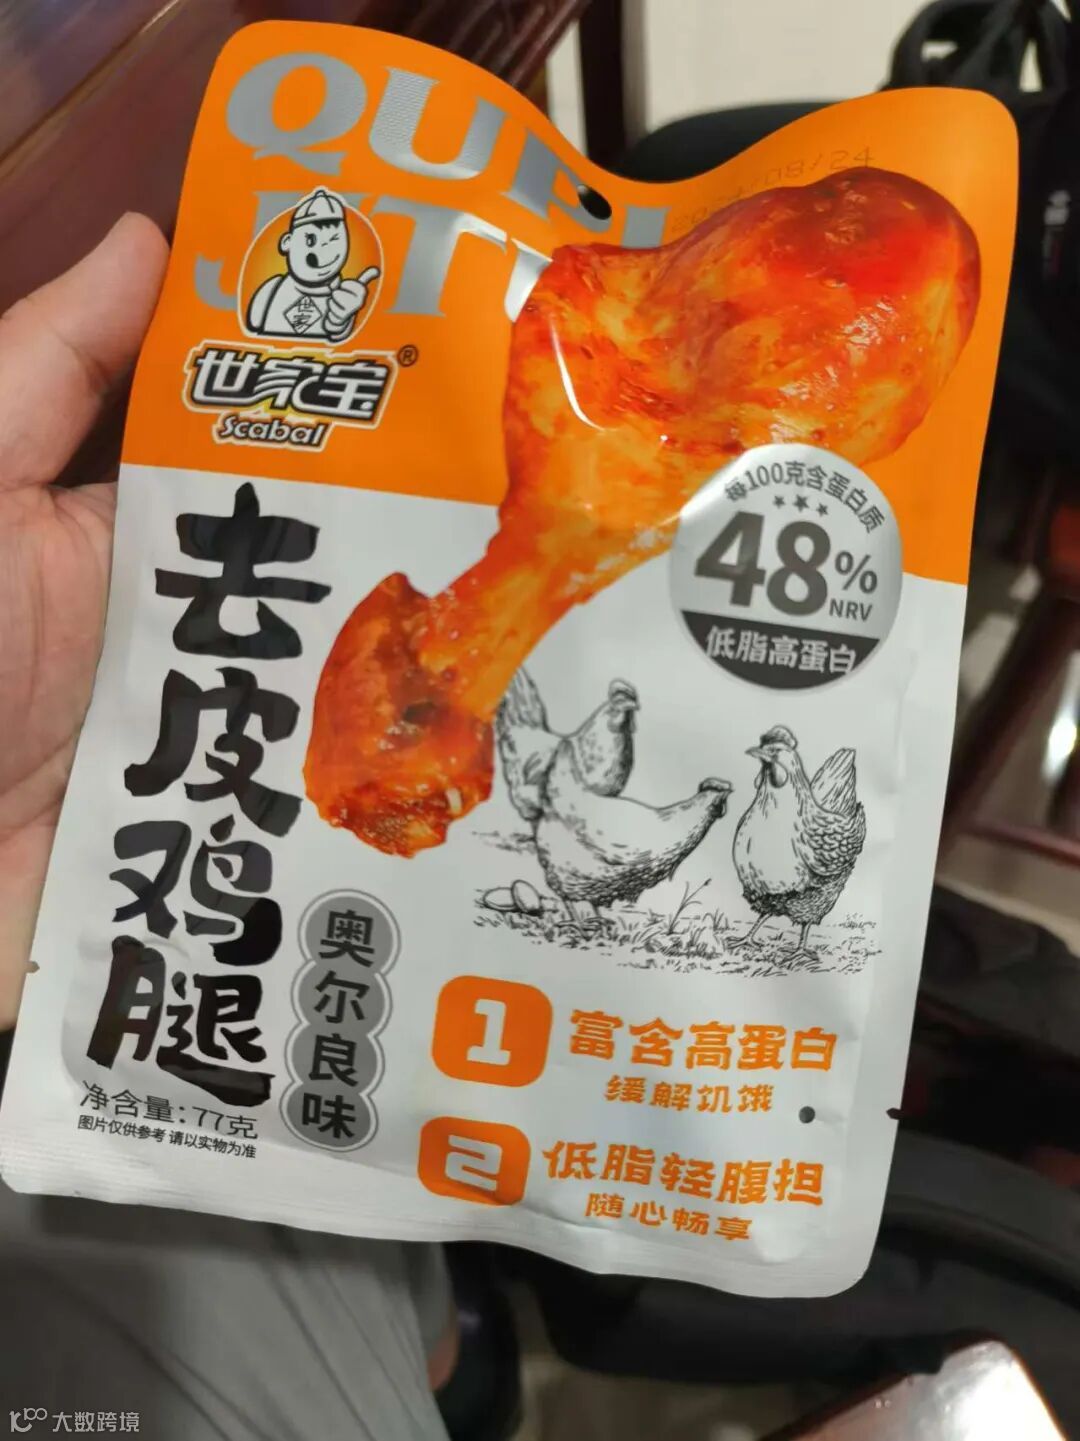 QUPI
JITUI
世家
世家宝®
Scabal
每100克含蛋白质
48%
NRV
低脂高蛋白
去皮鸡腿
奥尔良味
净含量：77克
图片仅供参考 请以实物为准
1 富含高蛋白
缓解饥饿
2 低脂轻腹担
随心畅享
大数跨境